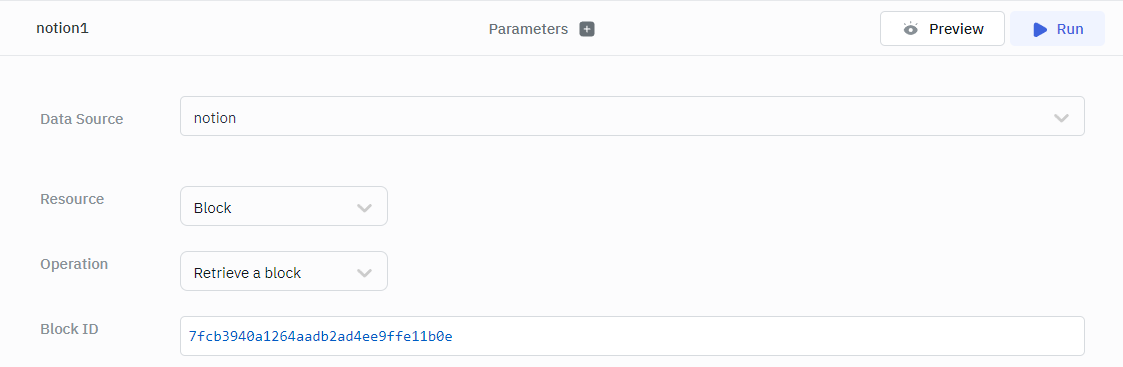 notion1
Parameters
Preview
Run
Data Source
notion
Resource
Block
Operation
Retrieve a block
Block ID
7fcb3940a1264aadb2ad4ee9ffe11b0e